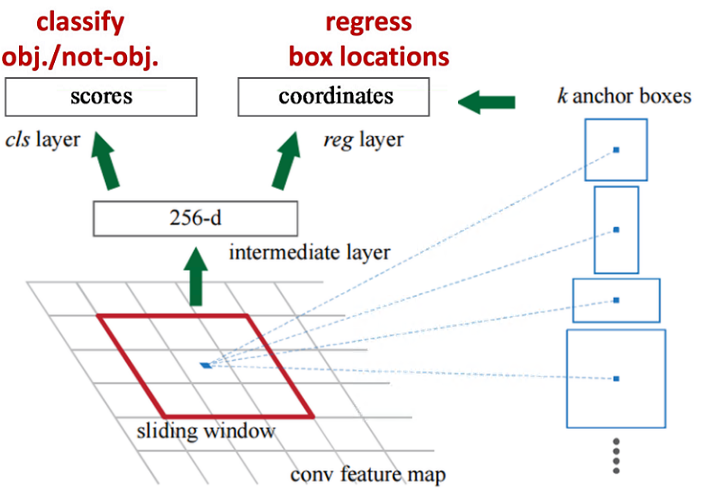 classify
obj./not-obj.
regress
box locations
scores
coordinates
k anchor boxes
cls layer
reg layer
256-d
intermediate layer
sliding window
conv feature map